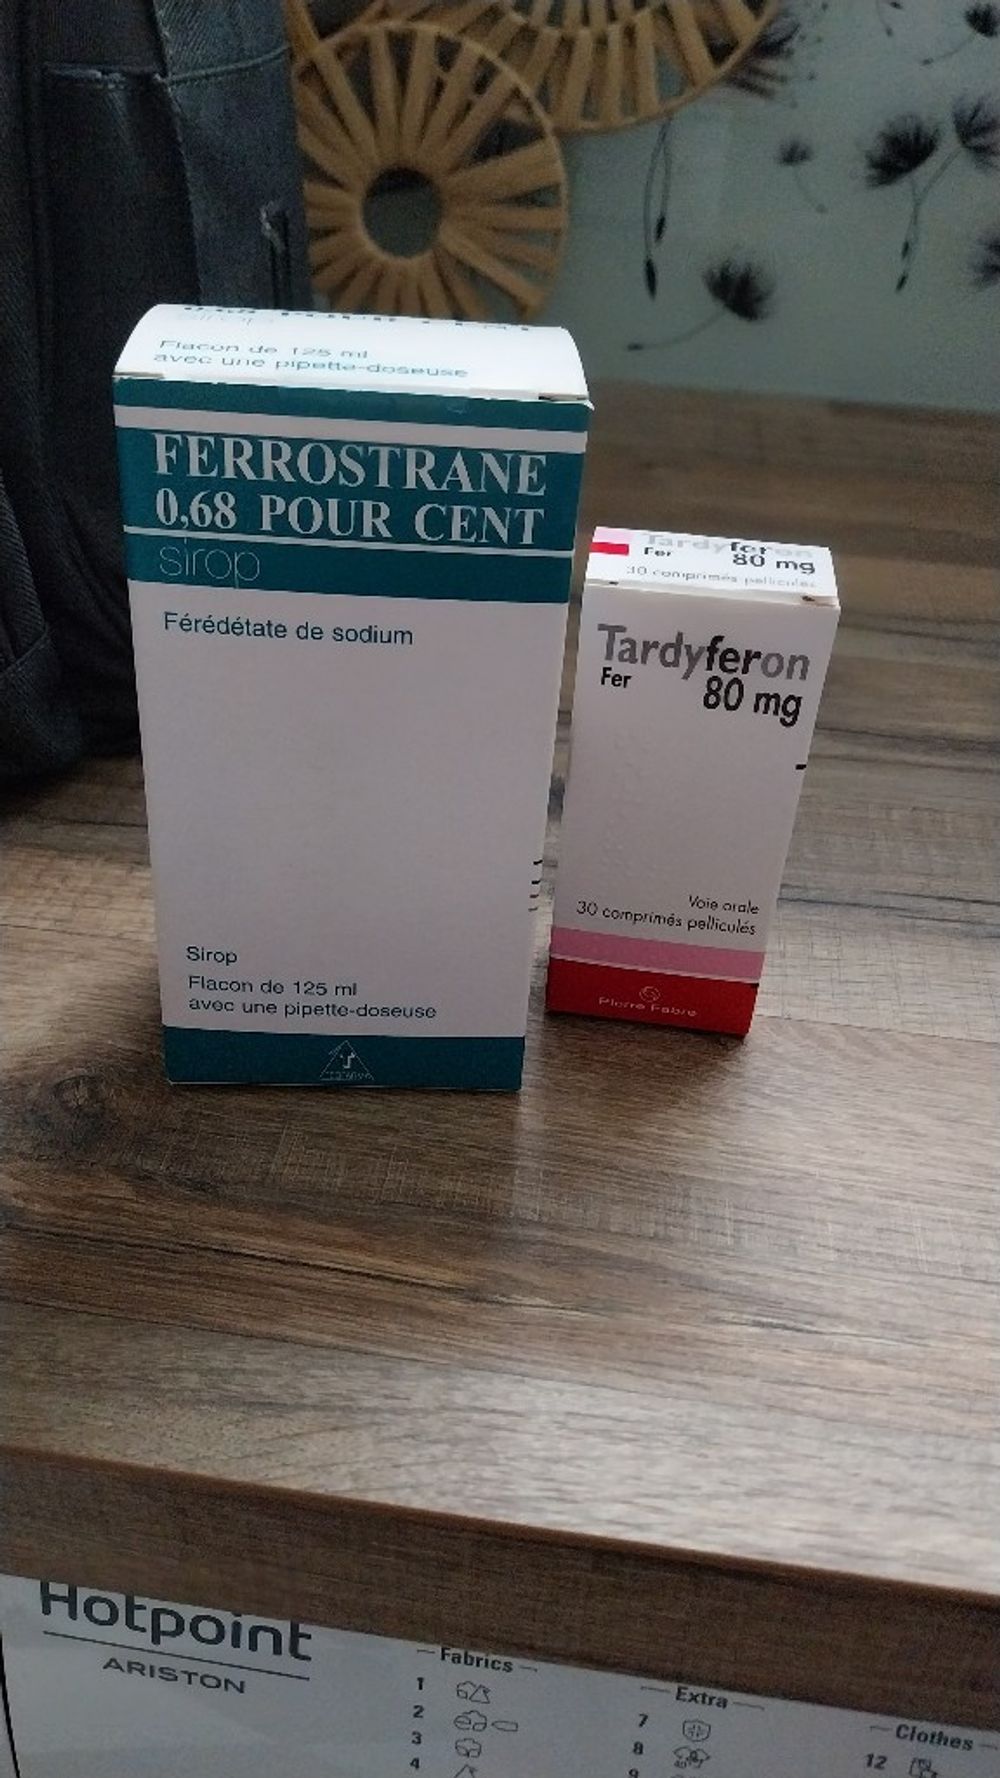 Flacon de 125 ml
avec une pipette-doseuse
FERROSTRANE
0,68 POUR CENT
sirop
Férédétate de sodium
Sirop
Flacon de 125 ml
avec une pipette-doseuse
Tardyferon
Fer 80 mg
30 comprimés pelliculés
Tardyferon
Fer 80 mg
Voie orale
30 comprimés pelliculés
Pierre Fabre
Hotpoint
ARISTON
Fabrics
1
2
3
4
Extra
7
8
9
Clothes
12